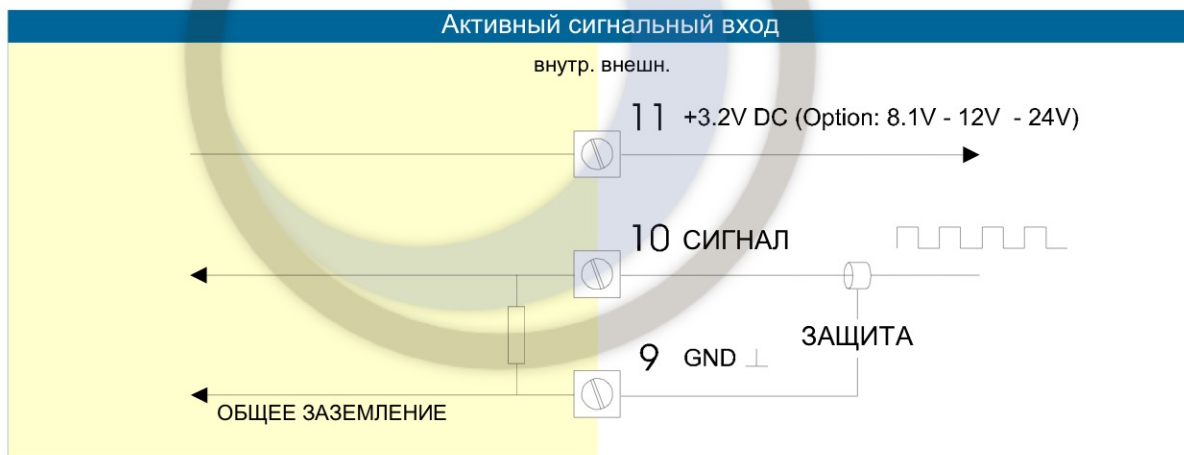 Активный сигнальный вход
внутр. внешн.
11 +3.2V DC (Option: 8.1V - 12V - 24V)
10 СИГНАЛ
ЗАЩИТА
9 GND
ОБЩЕЕ ЗАЗЕМЛЕНИЕ